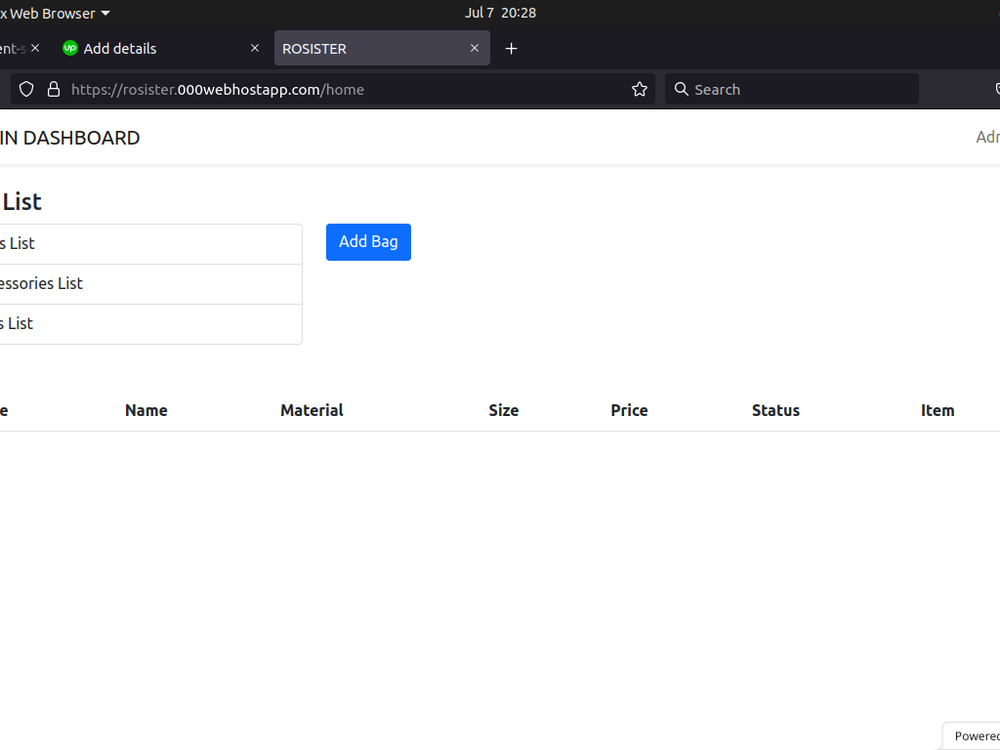 x Web Browser
Jul 7 20:28
ent-s
Add details
ROSISTER
https://rosister.000webhostapp.com/home
Search
IN DASHBOARD
Adr
List
s List
Add Bag
essories List
s List
e Name Material Size Price Status Item
Powered